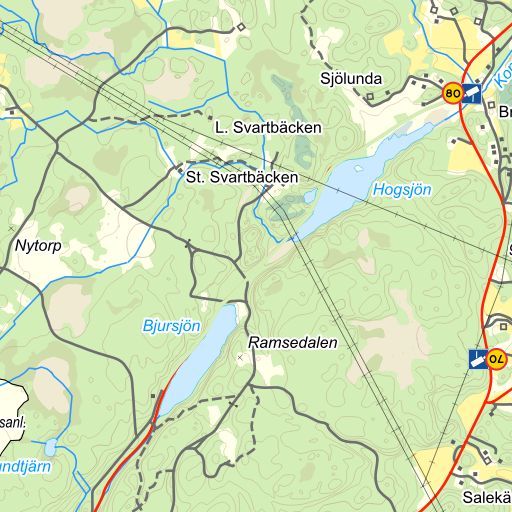 Sjölunda
80
L. Svartbäcken
St. Svartbäcken
Hogsjön
Nytorp
Bjursjön
Ramsedalen
70